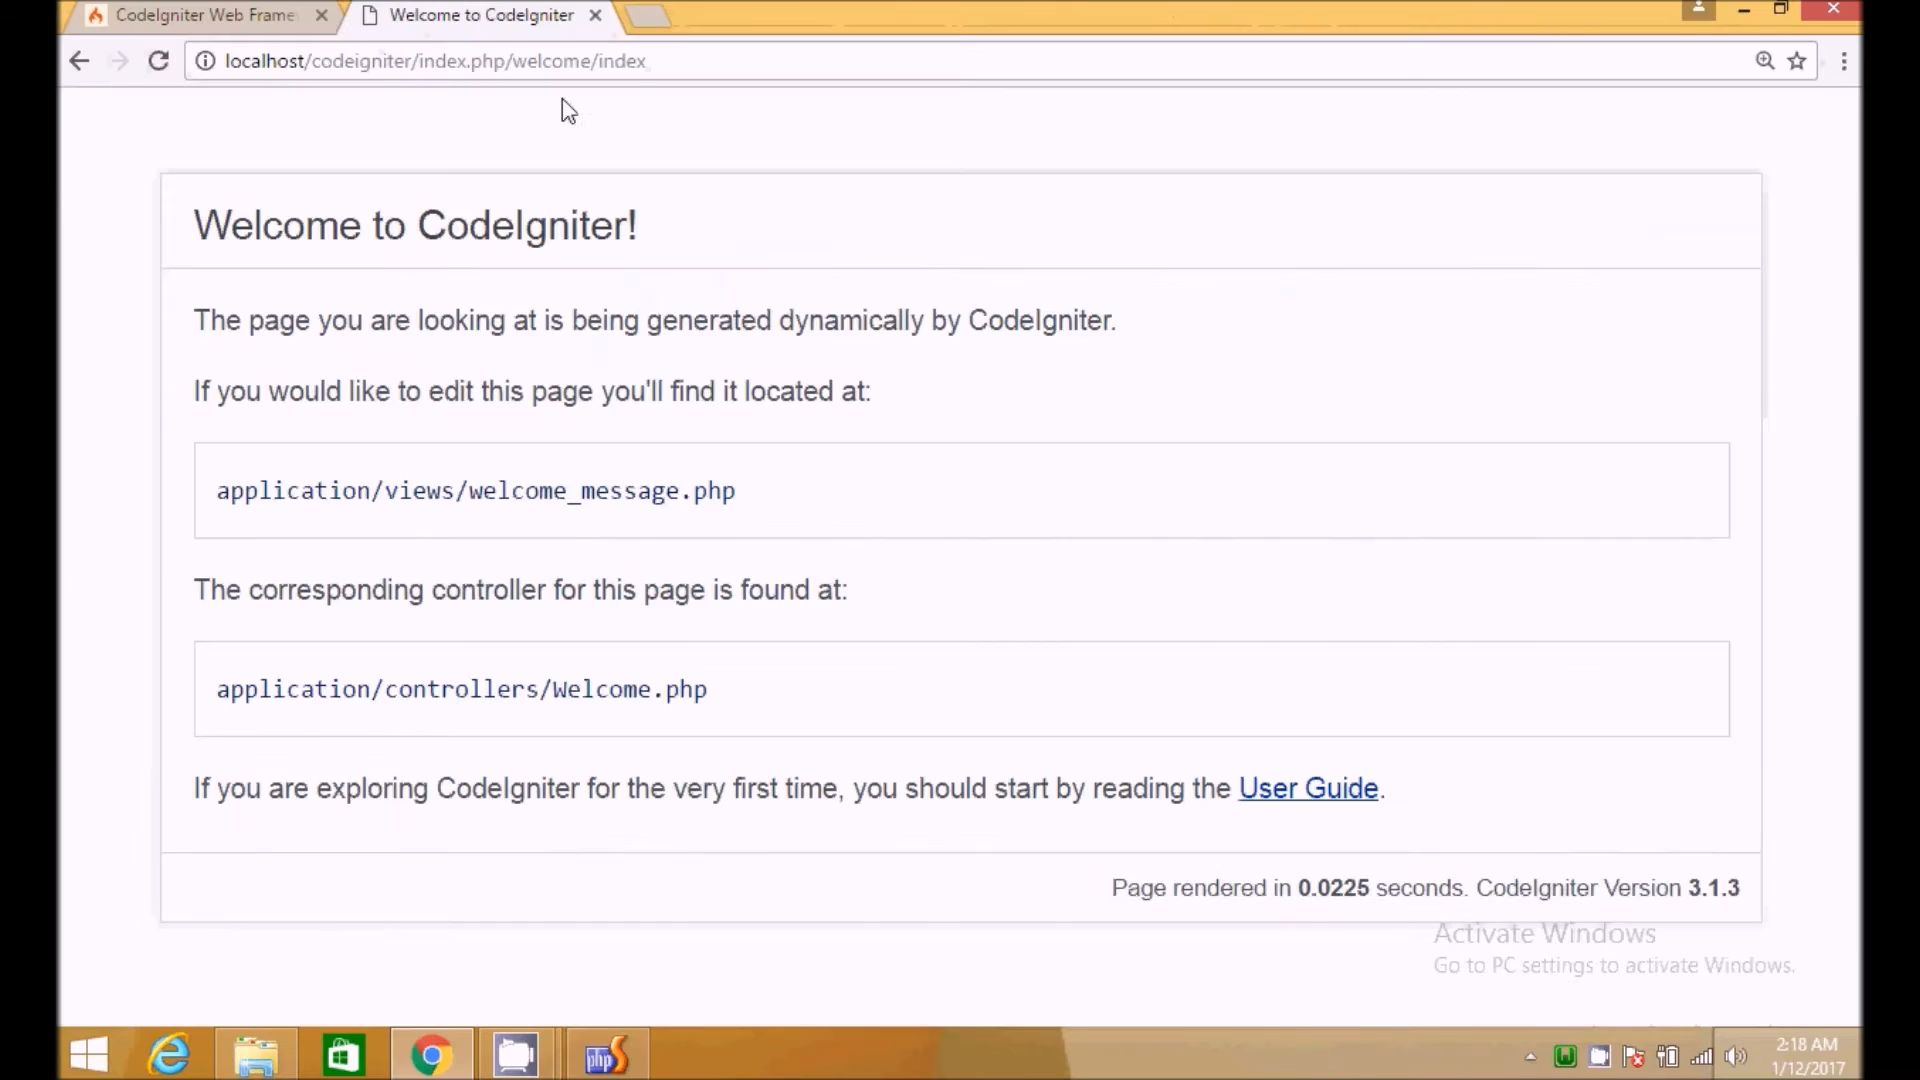 CodeIgniter Web Frame
Welcome to CodeIgniter
localhost/codeigniter/index.php/welcome/index
Welcome to CodeIgniter!
The page you are looking at is being generated dynamically by CodeIgniter.
If you would like to edit this page you'll find it located at:
application/views/welcome_message.php
The corresponding controller for this page is found at:
application/controllers/Welcome.php
If you are exploring CodeIgniter for the very first time, you should start by reading the User Guide.
Page rendered in 0.0225 seconds. CodeIgniter Version 3.1.3
Activate Windows
Go to PC settings to activate Windows.
php
2:18 AM
1/12/2017